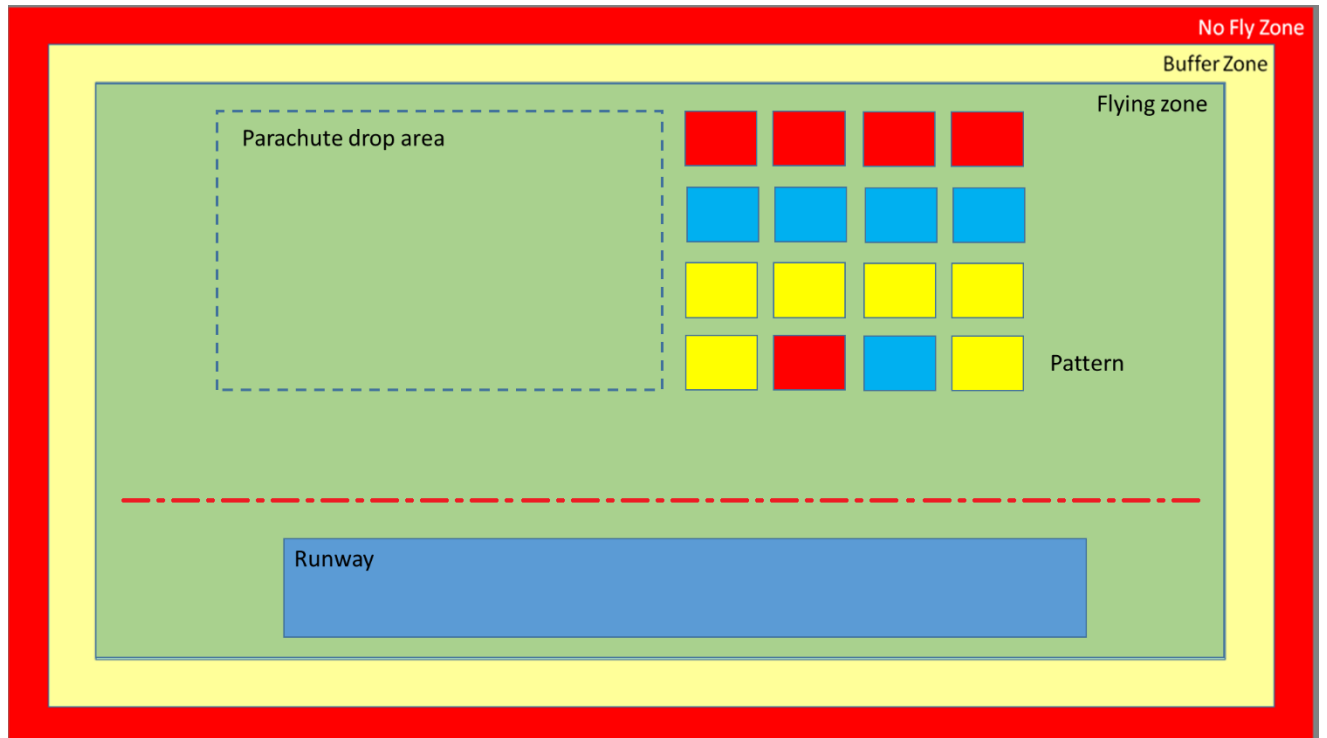 No Fly Zone
Buffer Zone
Flying zone
Parachute drop area
Pattern
Runway